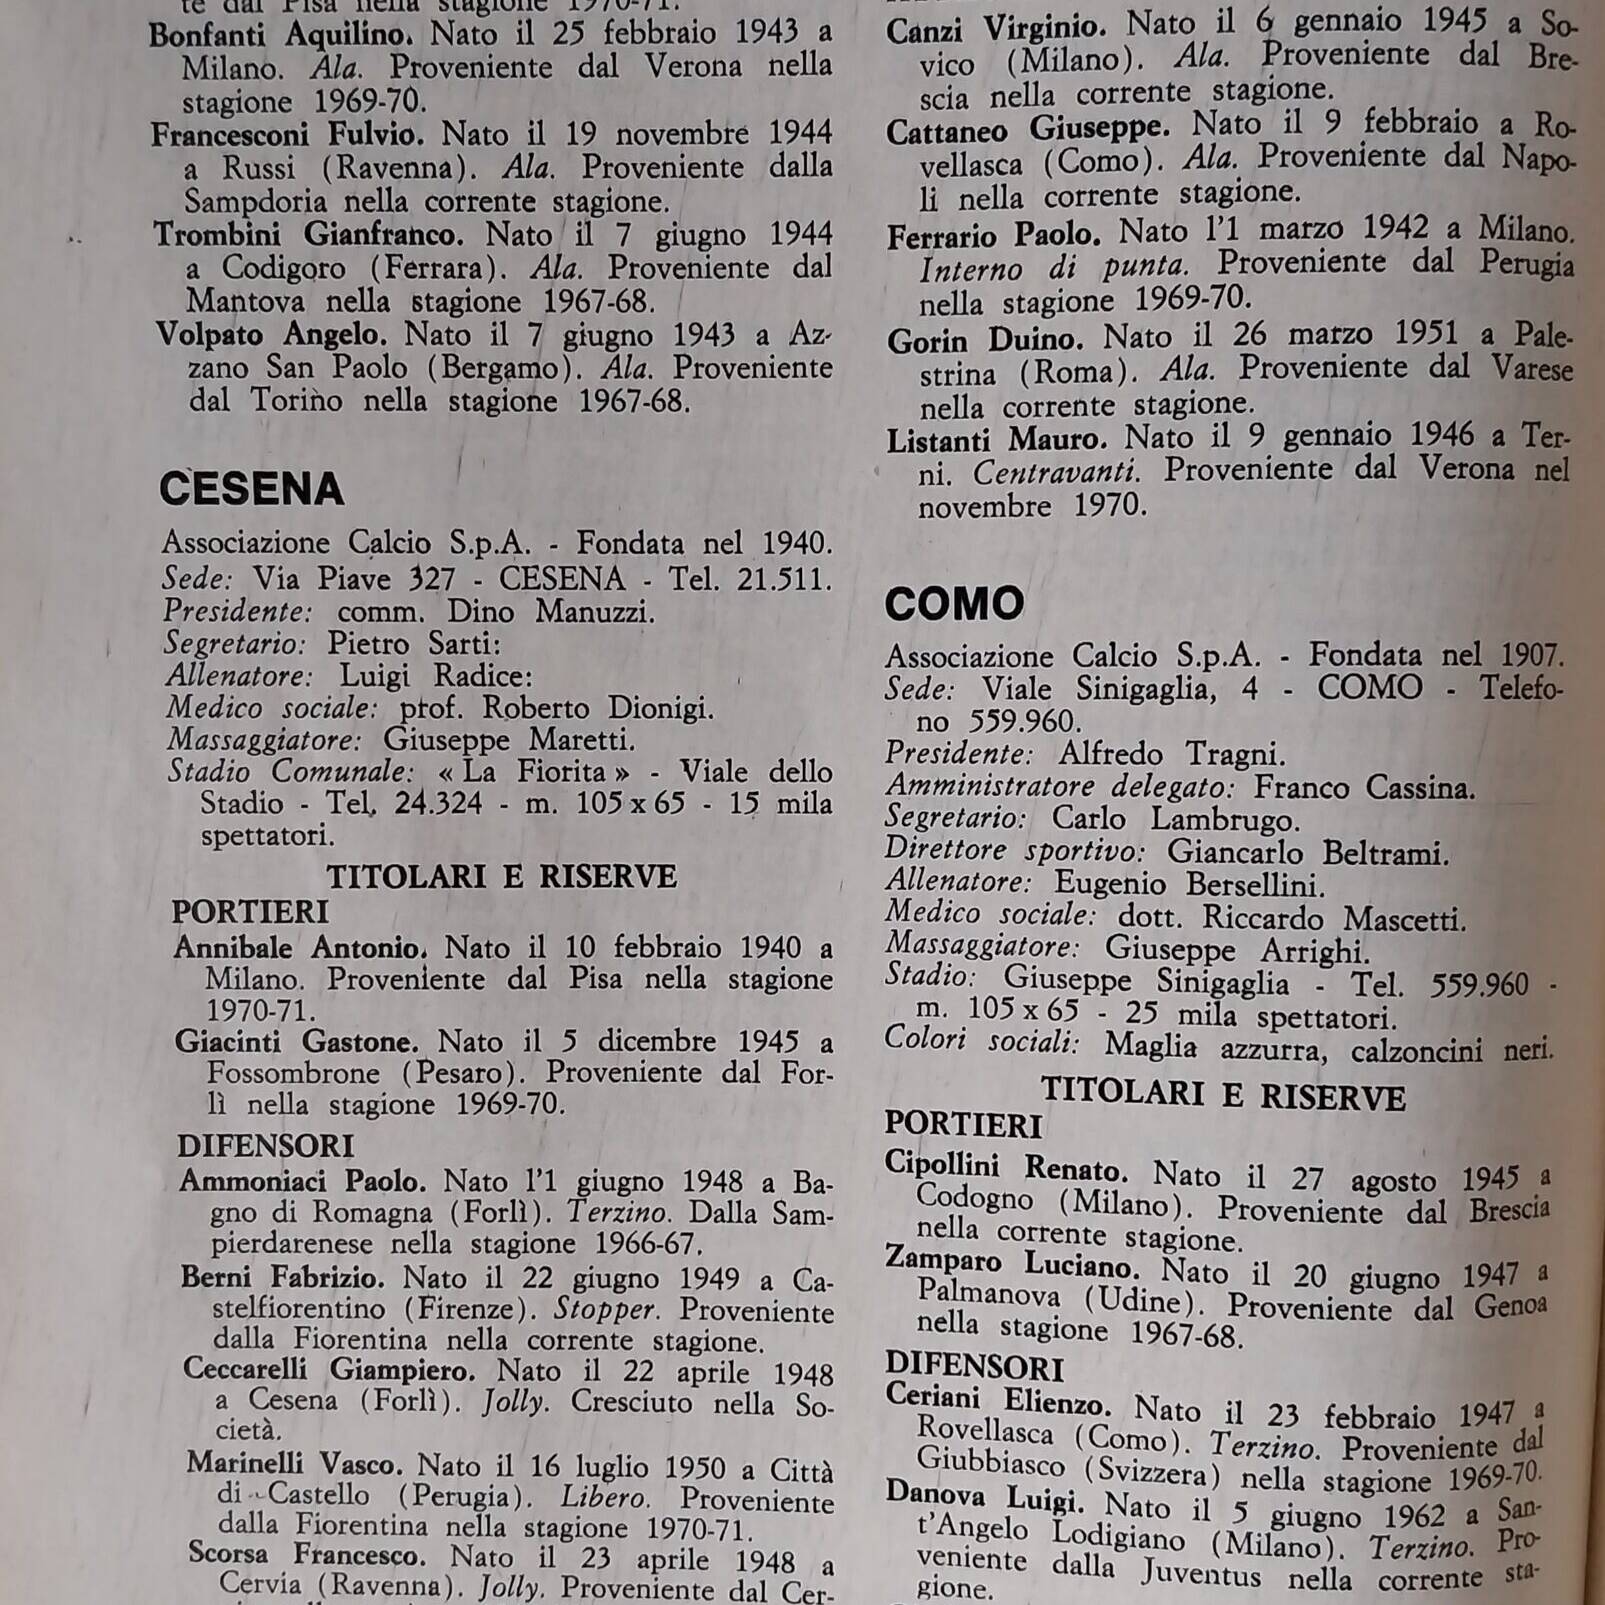 te dal Pisa nella stagione 1970-71.
Bonfanti Aquilino. Nato il 25 febbraio 1943 a
Milano. Ala. Proveniente dal Verona nella
stagione 1969-70.
Francesconi Fulvio. Nato il 19 novembre 1944
a Russi (Ravenna). Ala. Proveniente dalla
Sampdoria nella corrente stagione.
Trombini Gianfranco. Nato il 7 giugno 1944
a Codigoro (Ferrara). Ala. Proveniente dal
Mantova nella stagione 1967-68.
Volpato Angelo. Nato il 7 giugno 1943 a Az-
zano San Paolo (Bergamo). Ala. Proveniente
dal Torino nella stagione 1967-68.
CESENA
Associazione Calcio S.p.A. - Fondata nel 1940.
Sede: Via Piave 327 - CESENA - Tel. 21.511.
Presidente: comm. Dino Manuzzi.
Segretario: Pietro Sarti:
Allenatore: Luigi Radice:
Medico sociale: prof. Roberto Dionigi.
Massaggiatore: Giuseppe Maretti.
Stadio Comunale: « La Fiorita » - Viale dello
Stadio - Tel. 24.324 - m. 105 x 65 - 15 mila
spettatori.
TITOLARI E RISERVE
PORTIERI
Annibale Antonio. Nato il 10 febbraio 1940 a
Milano. Proveniente dal Pisa nella stagione
1970-71.
Giacinti Gastone. Nato il 5 dicembre 1945 a
Fossombrone (Pesaro). Proveniente dal For-
lì nella stagione 1969-70.
DIFENSORI
Ammoniaci Paolo. Nato l'1 giugno 1948 a Ba-
gno di Romagna (Forlì). Terzino. Dalla Sam-
pierdarenese nella stagione 1966-67.
Berni Fabrizio. Nato il 22 giugno 1949 a Ca-
stelfiorentino (Firenze). Stopper. Proveniente
dalla Fiorentina nella corrente stagione.
Ceccarelli Giampiero. Nato il 22 aprile 1948
a Cesena (Forlì). Jolly. Cresciuto nella So-
cietà.
Marinelli Vasco. Nato il 16 luglio 1950 a Città
di Castello (Perugia). Libero. Proveniente
dalla Fiorentina nella stagione 1970-71.
Scorsa Francesco. Nato il 23 aprile 1948 a
Cervia (Ravenna). Jolly. Proveniente dal Cer-
Canzi Virginio. Nato il 6 gennaio 1945 a So-
vico (Milano). Ala. Proveniente dal Bre-
scia nella corrente stagione.
Cattaneo Giuseppe. Nato il 9 febbraio a Ro-
vellasca (Como). Ala. Proveniente dal Napo-
li nella corrente stagione.
Ferrario Paolo. Nato l'1 marzo 1942 a Milano.
Interno di punta. Proveniente dal Perugia
nella stagione 1969-70.
Gorin Duino. Nato il 26 marzo 1951 a Pale-
strina (Roma). Ala. Proveniente dal Varese
nella corrente stagione.
Listanti Mauro. Nato il 9 gennaio 1946 a Ter-
ni. Centravanti. Proveniente dal Verona nel
novembre 1970.
COMO
Associazione Calcio S.p.A. - Fondata nel 1907.
Sede: Viale Sinigaglia, 4 - COMO - Telefo-
no 559.960.
Presidente: Alfredo Tragni.
Amministratore delegato: Franco Cassina.
Segretario: Carlo Lambrugo.
Direttore sportivo: Giancarlo Beltrami.
Allenatore: Eugenio Bersellini.
Medico sociale: dott. Riccardo Mascetti.
Massaggiatore: Giuseppe Arrighi.
Stadio: Giuseppe Sinigaglia - Tel. 559.960 -
m. 105 x 65 - 25 mila spettatori.
Colori sociali: Maglia azzurra, calzoncini neri.
TITOLARI E RISERVE
PORTIERI
Cipollini Renato. Nato il 27 agosto 1945 a
Codogno (Milano). Proveniente dal Brescia
nella corrente stagione.
Zamparo Luciano. Nato il 20 giugno 1947 a
Palmanova (Udine). Proveniente dal Genoa
nella stagione 1967-68.
DIFENSORI
Ceriani Elienzo. Nato il 23 febbraio 1947 a
Rovellasca (Como). Terzino. Proveniente dal
Giubbiasco (Svizzera) nella stagione 1969-70.
Danova Luigi. Nato il 5 giugno 1962 a San-
t'Angelo Lodigiano (Milano). Terzino. Pro-
veniente dalla Juventus nella corrente sta-
gione.